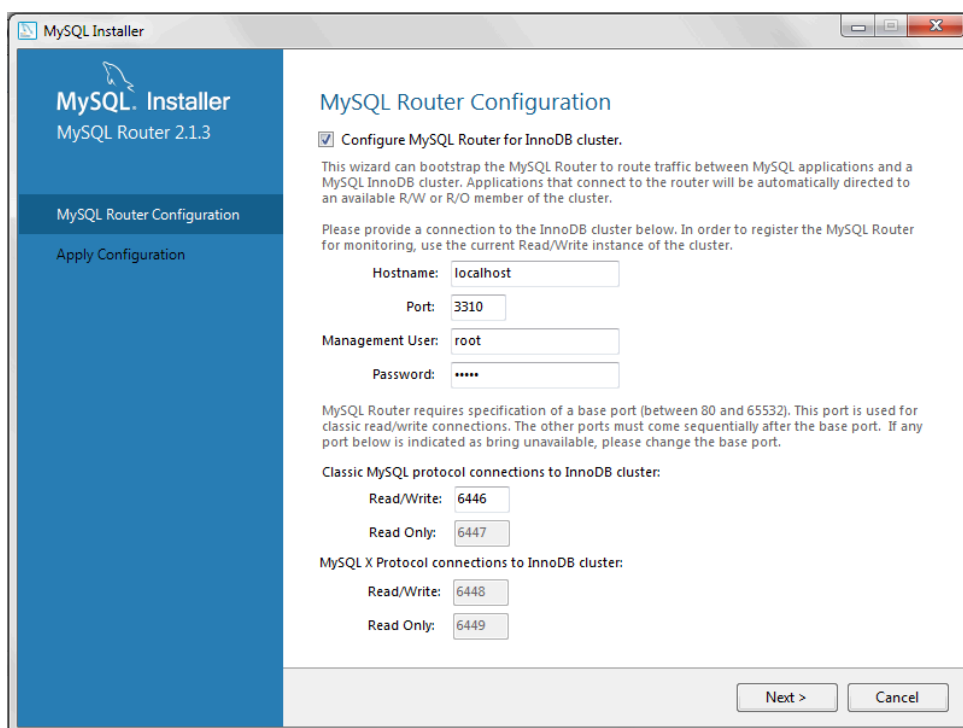 MySQL Installer
MySQL. Installer
MySQL Router 2.1.3
MySQL Router Configuration
Apply Configuration
MySQL Router Configuration
Configure MySQL Router for InnoDB cluster.
This wizard can bootstrap the MySQL Router to route traffic between MySQL applications and a
MySQL InnoDB cluster. Applications that connect to the router will be automatically directed to
an available R/W or R/O member of the cluster.
Please provide a connection to the InnoDB cluster below. In order to register the MySQL Router
for monitoring, use the current Read/Write instance of the cluster.
Hostname: localhost
Port: 3310
Management User: root
Password: •••••
MySQL Router requires specification of a base port (between 80 and 65532). This port is used for
classic read/write connections. The other ports must come sequentially after the base port. If any
port below is indicated as bring unavailable, please change the base port.
Classic MySQL protocol connections to InnoDB cluster:
Read/Write: 6446
Read Only: 6447
MySQL X Protocol connections to InnoDB cluster:
Read/Write: 6448
Read Only: 6449
Next > Cancel